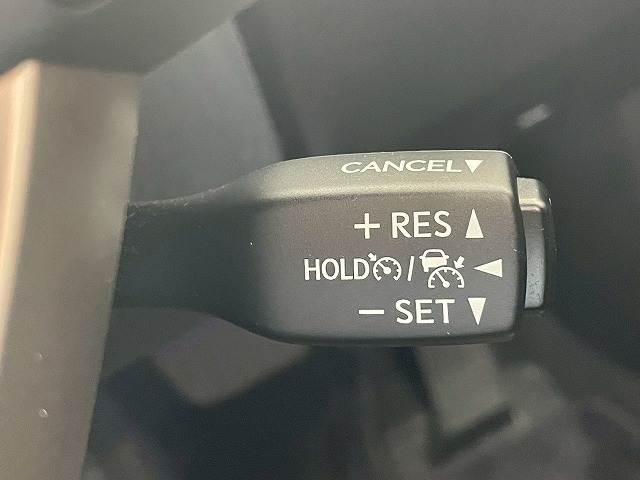 CANCEL▼
+ RES ▲
HOLD / ◀
− SET ▼